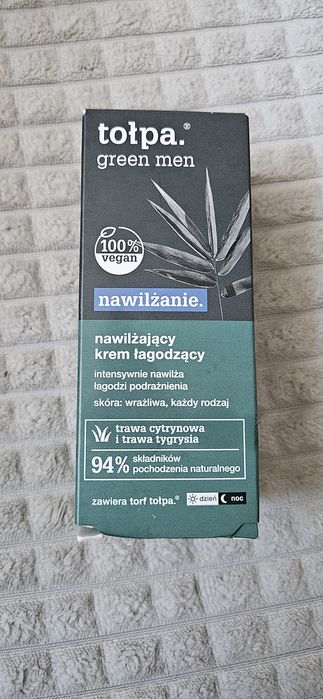 tołpa.®
green men
100%
vegan
nawilżanie.
nawilżający
krem łagodzący
intensywnie nawilża
łagodzi podrażnienia
skóra: wrażliwa, każdy rodzaj
trawa cytrynowa
i trawa tygrysia
94% składników
pochodzenia naturalnego
zawiera torf tołpa.® dzień noc